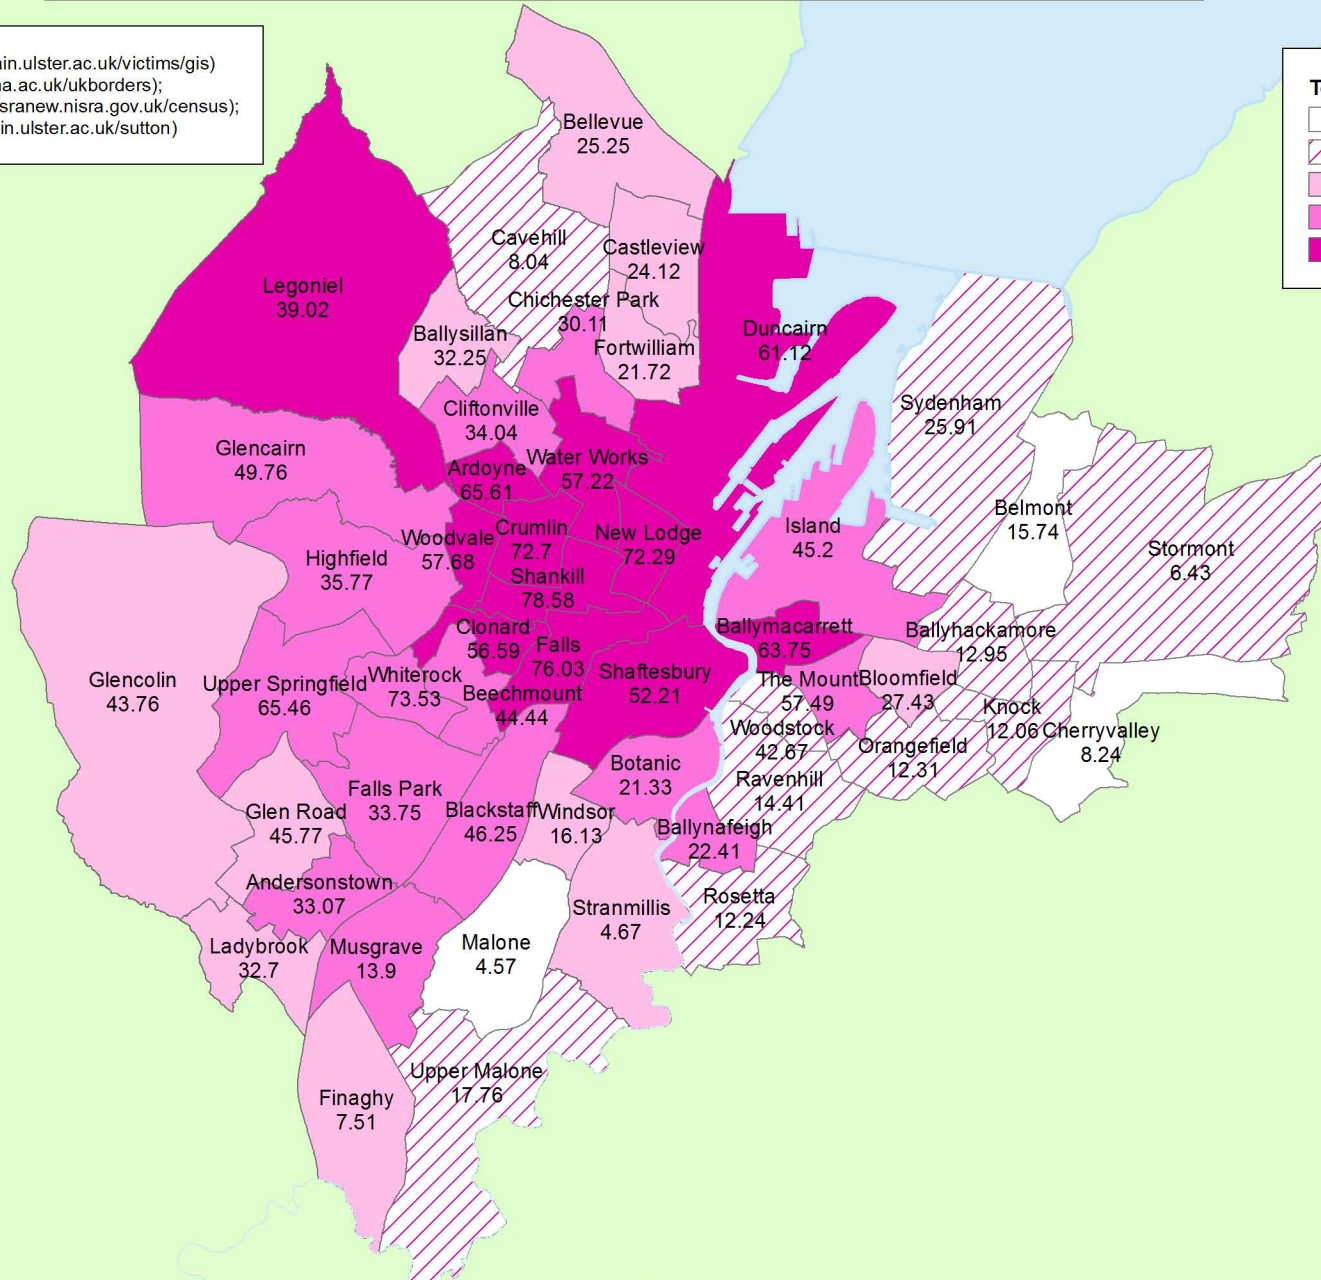 in.ulster.ac.uk/victims/gis)
a.ac.uk/ukborders);
sranew.nisra.gov.uk/census);
in.ulster.ac.uk/sutton)
Bellevue
25.25
Cavehill
8.04
Castleview
24.12
Legoniel
39.02
Chichester Park
30.11
Ballysillan
32.25
Fortwilliam
21.72
Duncairn
61.12
Sydenham
25.91
Cliftonville
34.04
Glencairn
49.76
Ardoyne
65.61
Water Works
57.22
Belmont
15.74
Stormont
6.43
Island
45.2
Woodvale
57.68
Crumlin
72.7
New Lodge
72.29
Highfield
35.77
Shankill
78.58
Clonard
56.59
Falls
76.03
Ballymacarrett
63.75
Ballyhackamore
12.95
Glencolin
43.76
Upper Springfield
65.46
Whiterock
73.53
Beechmount
44.44
Shaftesbury
52.21
The Mount
57.49
Bloomfield
27.43
Knock
12.06
Cherryvalley
8.24
Woodstock
42.67
Orangefield
12.31
Botanic
21.33
Ravenhill
14.41
Falls Park
33.75
Glen Road
45.77
Blackstaff
46.25
Windsor
16.13
Ballynafeigh
22.41
Andersonstown
33.07
Rosetta
12.24
Stranmillis
4.67
Ladybrook
32.7
Musgrave
13.9
Malone
4.57
Upper Malone
17.76
Finaghy
7.51